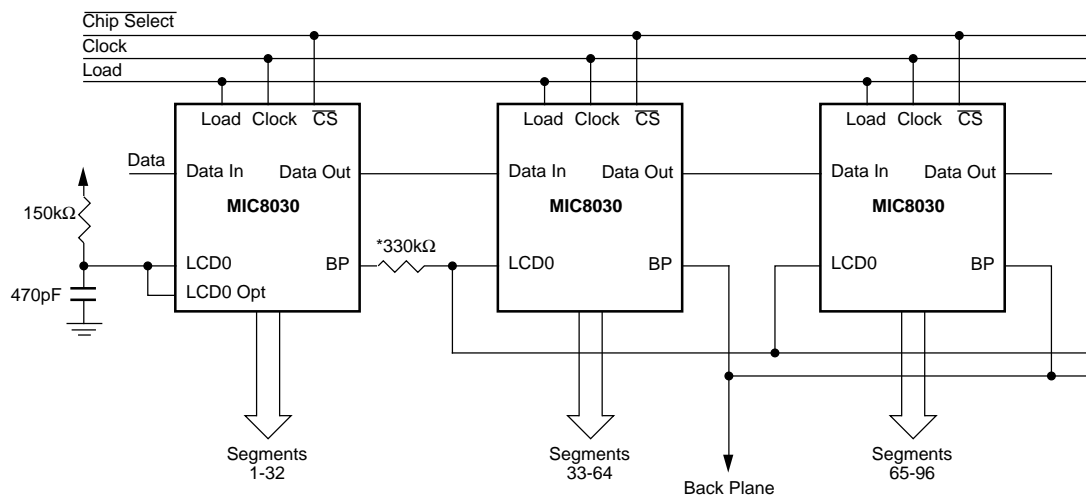 Chip Select
Clock
Load
Load Clock CS
Load Clock CS
Load Clock CS
Data
Data In Data Out
Data In Data Out
Data In Data Out
MIC8030
MIC8030
MIC8030
150kΩ
*330kΩ
LCD0 BP
LCD0 BP
LCD0 BP
LCD0 Opt
470pF
Segments
1-32
Segments
33-64
Segments
65-96
Back Plane